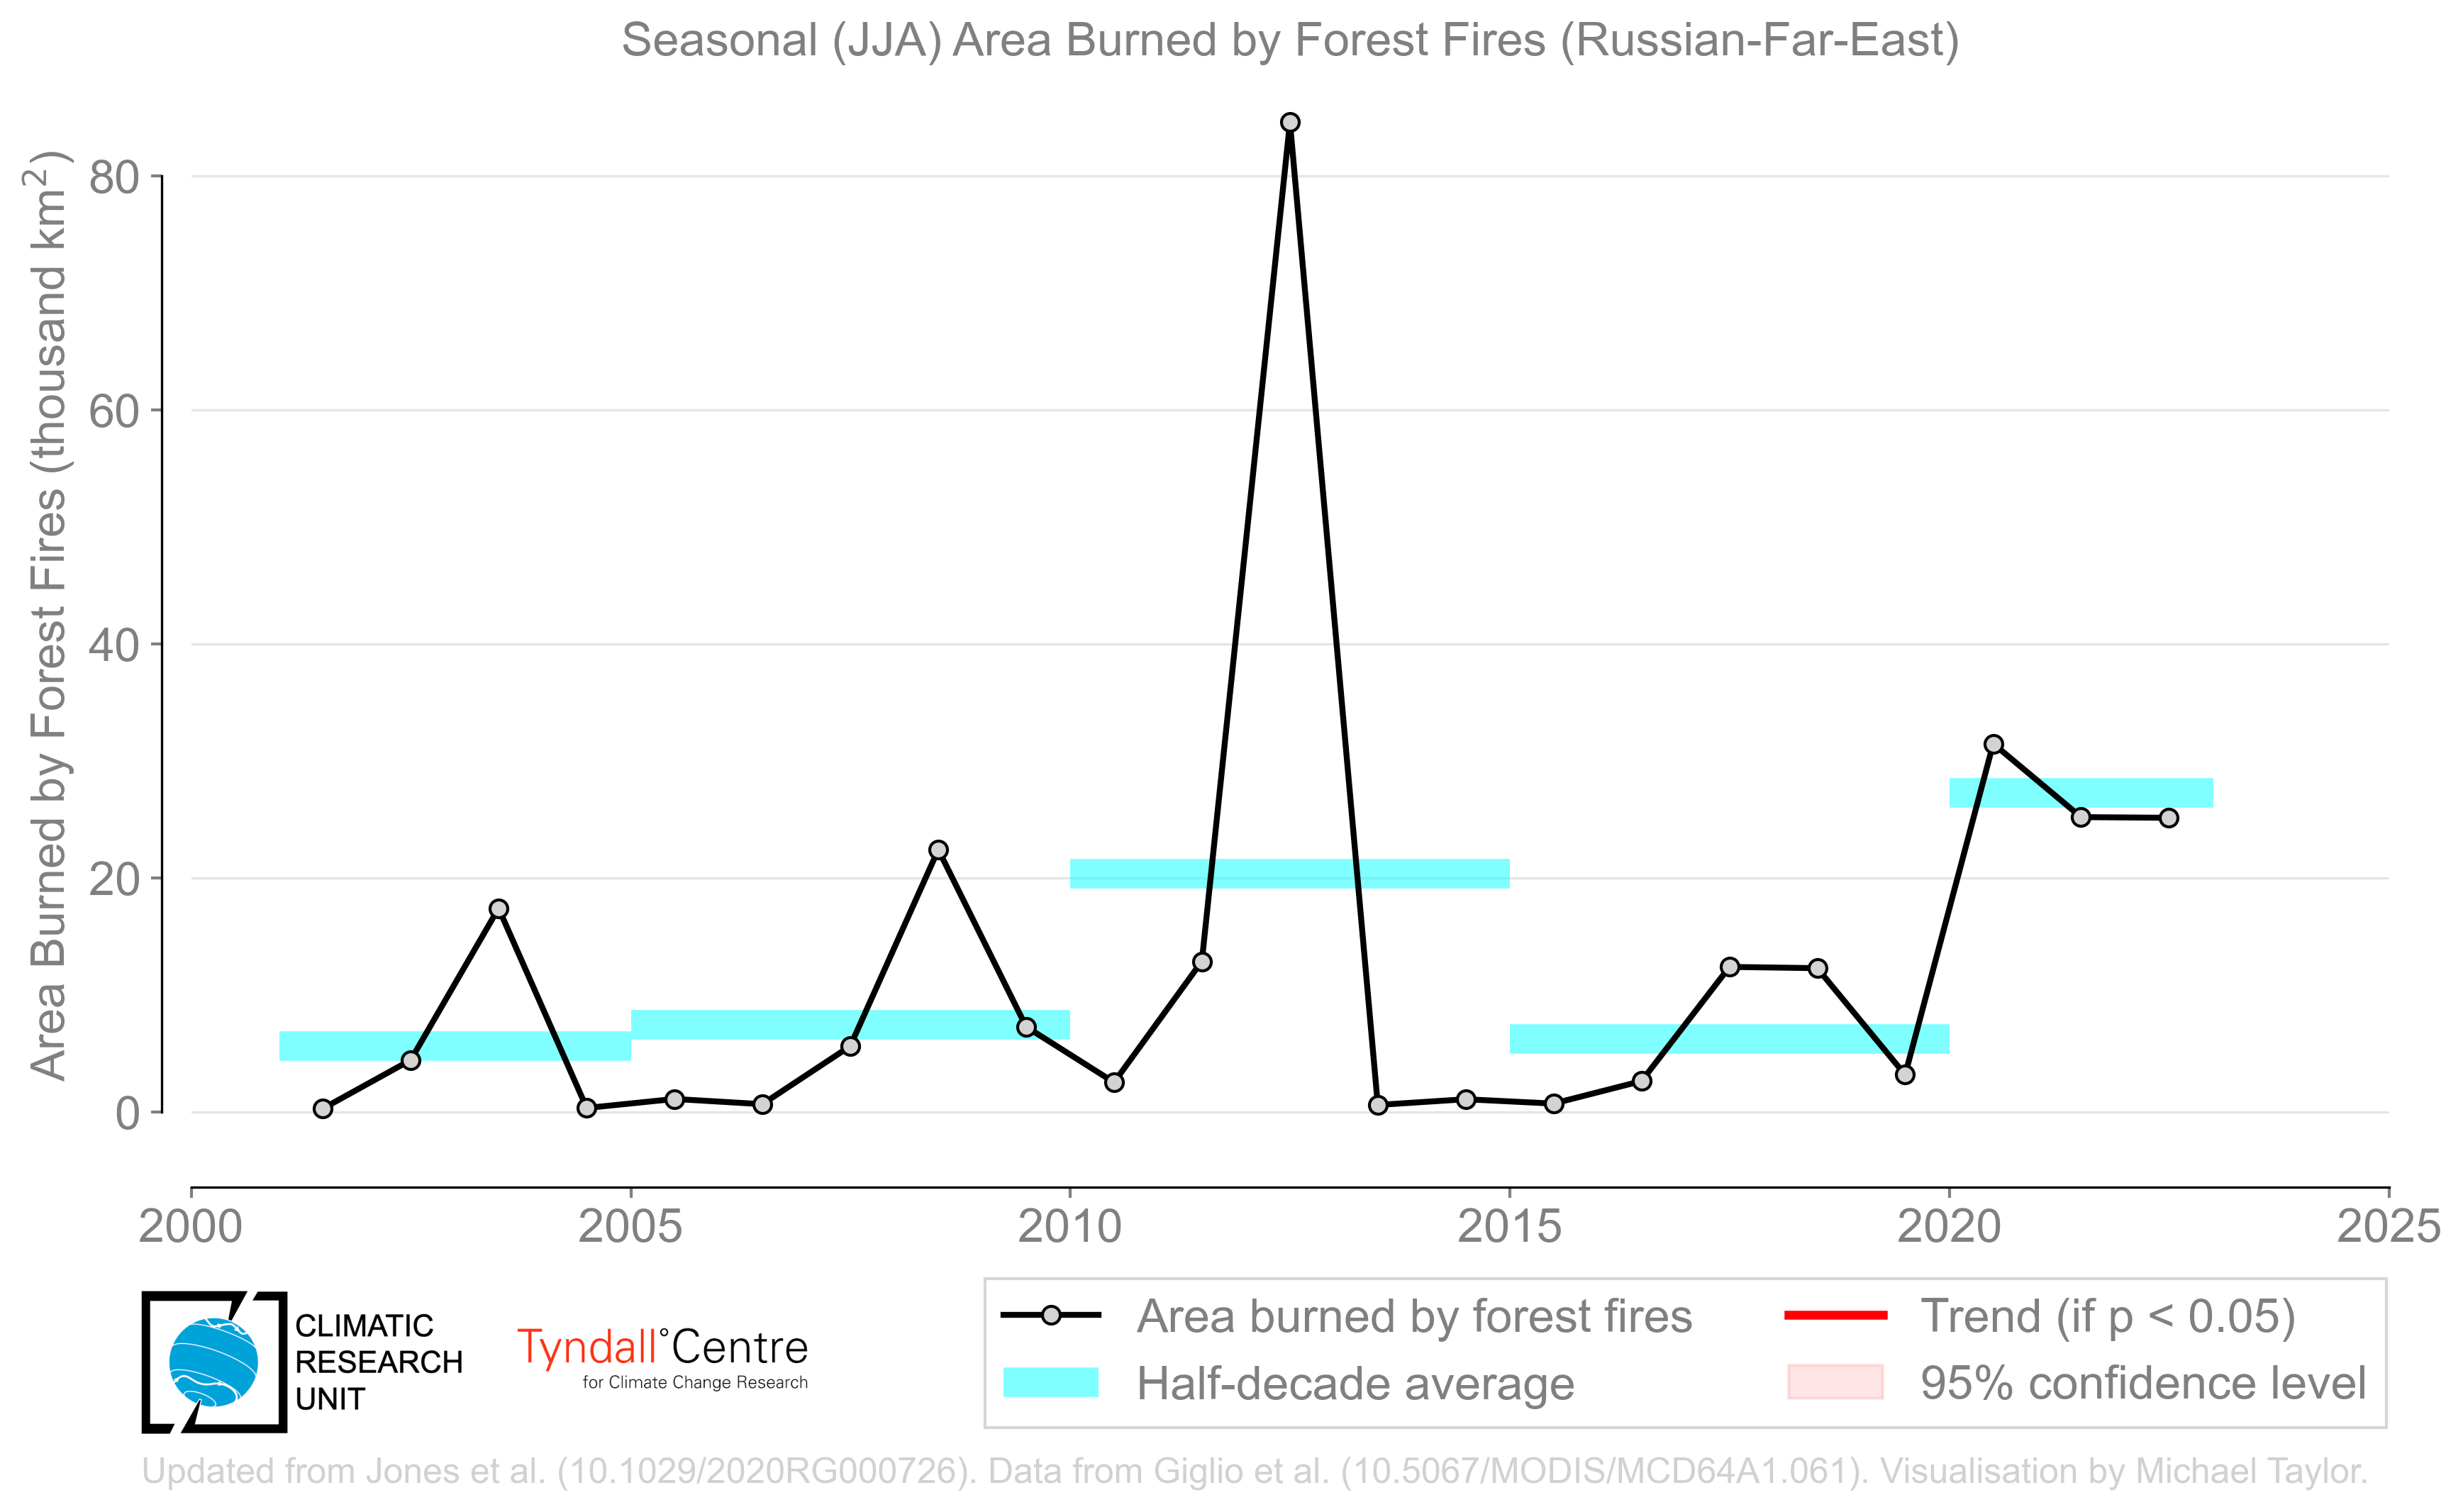 Seasonal (JJA) Area Burned by Forest Fires (Russian-Far-East)
Area Burned by Forest Fires (thousand km²)
80
60
40
20
0
2000
2005
2010
2015
2020
2025
CLIMATIC
RESEARCH
UNIT
Tyndall°Centre
for Climate Change Research
Area burned by forest fires
Half-decade average
Trend (if p < 0.05)
95% confidence level
Updated from Jones et al. (10.1029/2020RG000726). Data from Giglio et al. (10.5067/MODIS/MCD64A1.061). Visualisation by Michael Taylor.